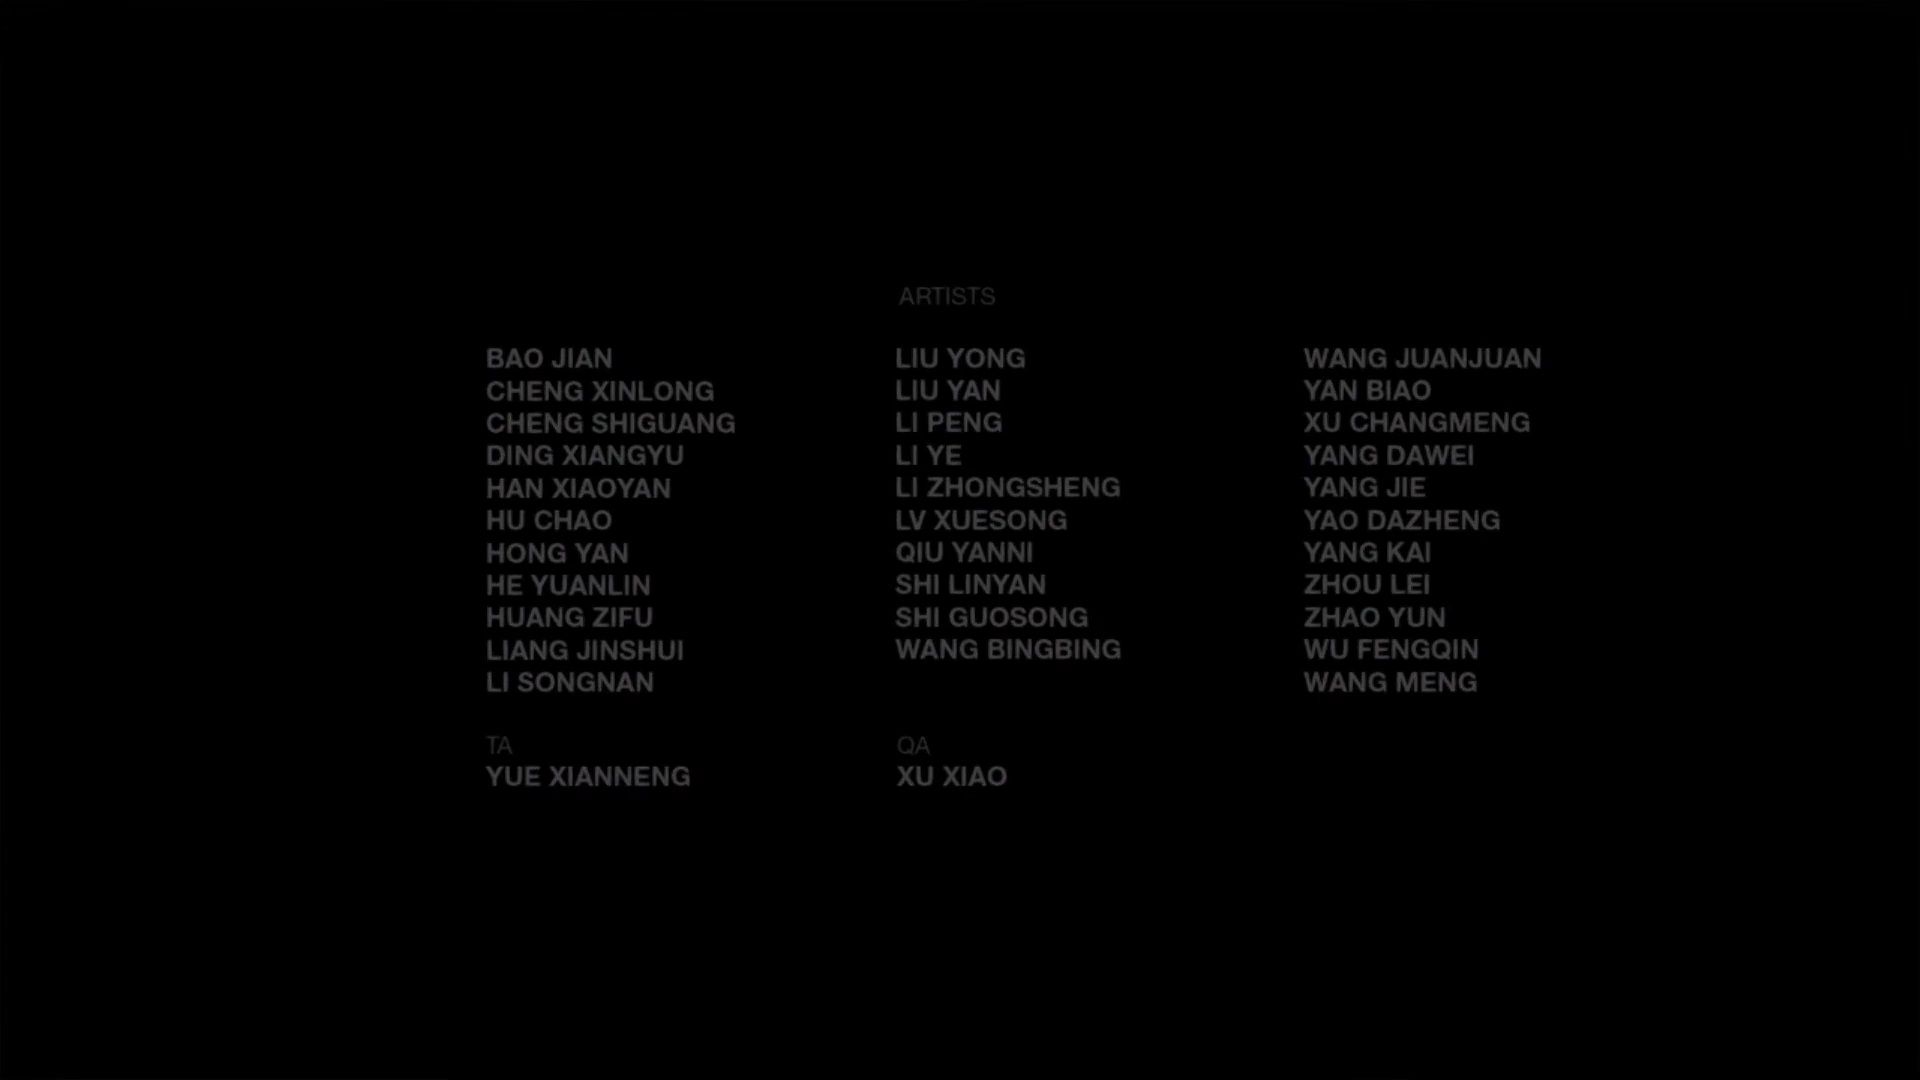 ARTISTS
BAO JIAN
CHENG XINLONG
CHENG SHIGUANG
DING XIANGYU
HAN XIAOYAN
HU CHAO
HONG YAN
HE YUANLIN
HUANG ZIFU
LIANG JINSHUI
LI SONGNAN
LIU YONG
LIU YAN
LI PENG
LI YE
LI ZHONGSHENG
LV XUESONG
QIU YANNI
SHI LINYAN
SHI GUOSONG
WANG BINGBING
WANG JUANJUAN
YAN BIAO
XU CHANGMENG
YANG DAWEI
YANG JIE
YAO DAZHENG
YANG KAI
ZHOU LEI
ZHAO YUN
WU FENGQIN
WANG MENG
TA
YUE XIANNENG
QA
XU XIAO